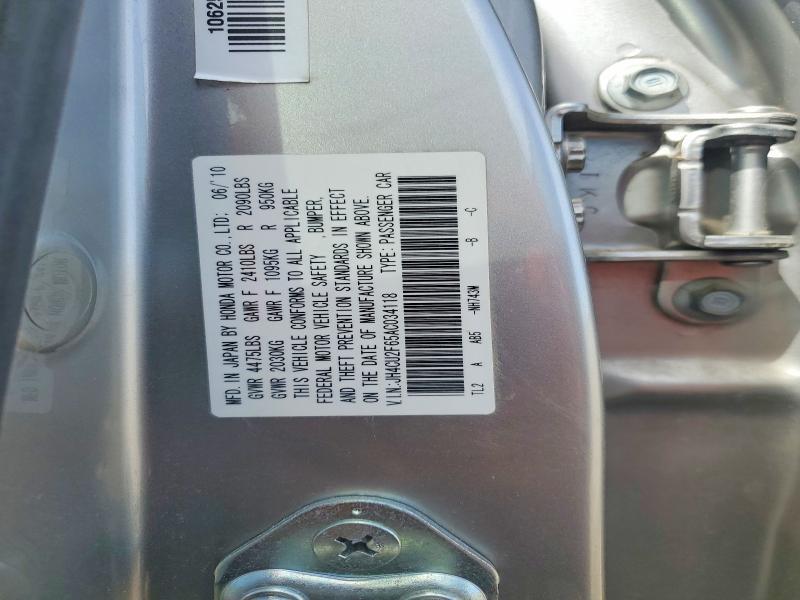 10625
MFD. IN JAPAN BY HONDA MOTOR CO.,LTD; 06/'10
GVWR 4475LBS GAWR F 2410LBS R 2090LBS
GVWR 2030KG GAWR F 1095KG R 950KG
THIS VEHICLE CONFORMS TO ALL APPLICABLE
FEDERAL MOTOR VEHICLE SAFETY ,BUMPER,
AND THEFT PREVENTION STANDARDS IN EFFECT
ON THE DATE OF MANUFACTURE SHOWN ABOVE.
V.I.N:JH4CU2F65AC034118 TYPE: PASSENGER CAR
TL2 A AB5 -NH743M -B -C